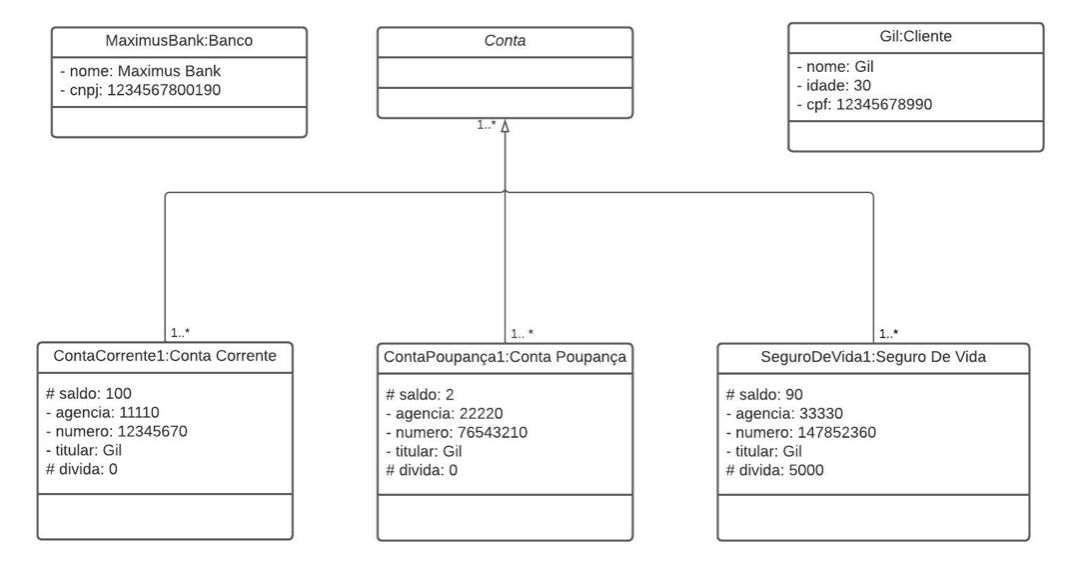 MaximusBank:Banco
- nome: Maximus Bank
- cnpj: 1234567800190
Conta
Gil:Cliente
- nome: Gil
- idade: 30
- cpf: 12345678990
1..*
1..*
1.. *
1..*
ContaCorrente1:Conta Corrente
# saldo: 100
- agencia: 11110
- numero: 12345670
- titular: Gil
# divida: 0
ContaPoupança1:Conta Poupança
# saldo: 2
- agencia: 22220
- numero: 76543210
- titular: Gil
# divida: 0
SeguroDeVida1:Seguro De Vida
# saldo: 90
- agencia: 33330
- numero: 147852360
- titular: Gil
# divida: 5000